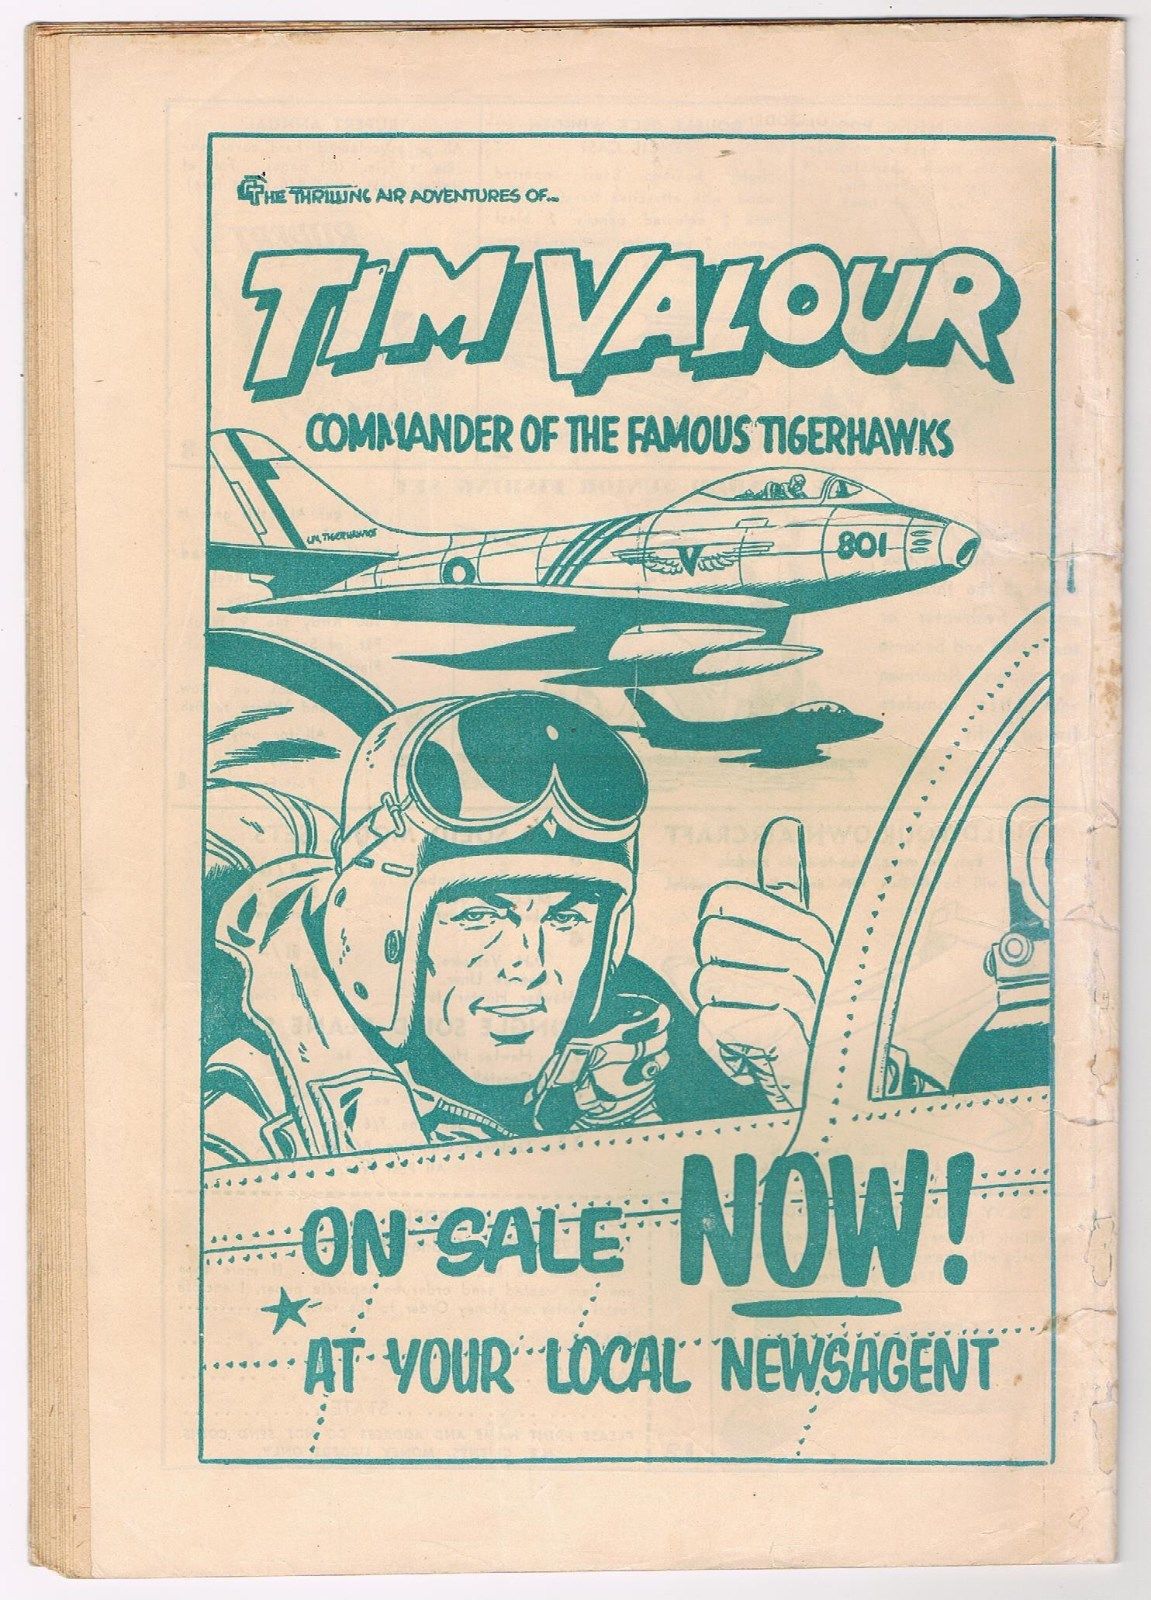 THE THRILLING AIR ADVENTURES OF...
TIM VALOUR
COMMANDER OF THE FAMOUS TIGERHAWKS
TIGERHAWKS
V
801
ON SALE NOW!
AT YOUR LOCAL NEWSAGENT